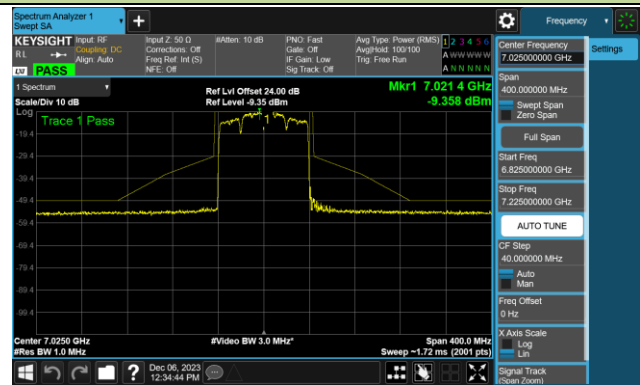 Spectrum Analyzer 1
Swept SA
Frequency
KEYSIGHT
RL
LXI
PASS
Input: RF
Coupling: DC
Align: Auto
Input Z: 50 Ω
Corrections: Off
Freq Ref: Int (S)
NFE: Off
#Atten: 10 dB
PNO: Fast
Gate: Off
IF Gain: Low
Sig Track: Off
Avg Type: Power (RMS)
Avg|Hold: 100/100
Trig: Free Run
1 2 3 4 5 6
A W W W W W
A N N N N N
1 Spectrum
Scale/Div 10 dB
Ref Lvl Offset 24.00 dB
Ref Level -9.35 dBm
Mkr1 7.021 4 GHz
-9.358 dBm
Log
Trace 1 Pass
1
-19.4
-29.4
-39.4
-49.4
-59.4
-69.4
-79.4
-89.4
-99.4
Center 7.0250 GHz
#Res BW 1.0 MHz
#Video BW 3.0 MHz*
Span 400.0 MHz
Sweep ~1.72 ms (2001 pts)
Dec 06, 2023
12:34:44 PM
Center Frequency
7.025000000 GHz
Settings
Span
400.000000 MHz
Swept Span
Zero Span
Full Span
Start Freq
6.825000000 GHz
Stop Freq
7.225000000 GHz
AUTO TUNE
CF Step
40.000000 MHz
Auto
Man
Freq Offset
0 Hz
X Axis Scale
Log
Lin
Signal Track
(Span Zoom)